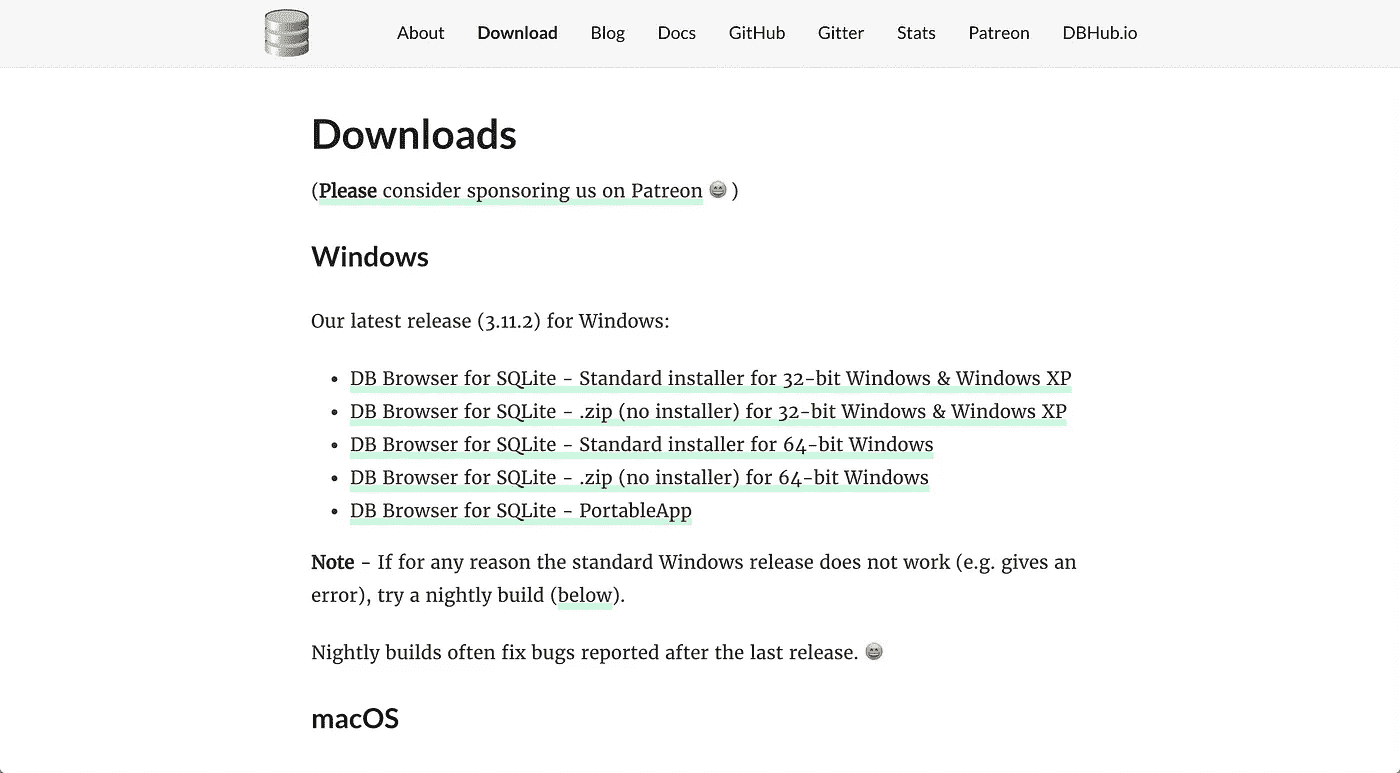 About Download Blog Docs GitHub Gitter Stats Patreon DBHub.io
Downloads
(Please consider sponsoring us on Patreon 😄 )
Windows
Our latest release (3.11.2) for Windows:
• DB Browser for SQLite - Standard installer for 32-bit Windows & Windows XP
• DB Browser for SQLite - .zip (no installer) for 32-bit Windows & Windows XP
• DB Browser for SQLite - Standard installer for 64-bit Windows
• DB Browser for SQLite - .zip (no installer) for 64-bit Windows
• DB Browser for SQLite - PortableApp
Note - If for any reason the standard Windows release does not work (e.g. gives an
error), try a nightly build (below).
Nightly builds often fix bugs reported after the last release. 😄
macOS